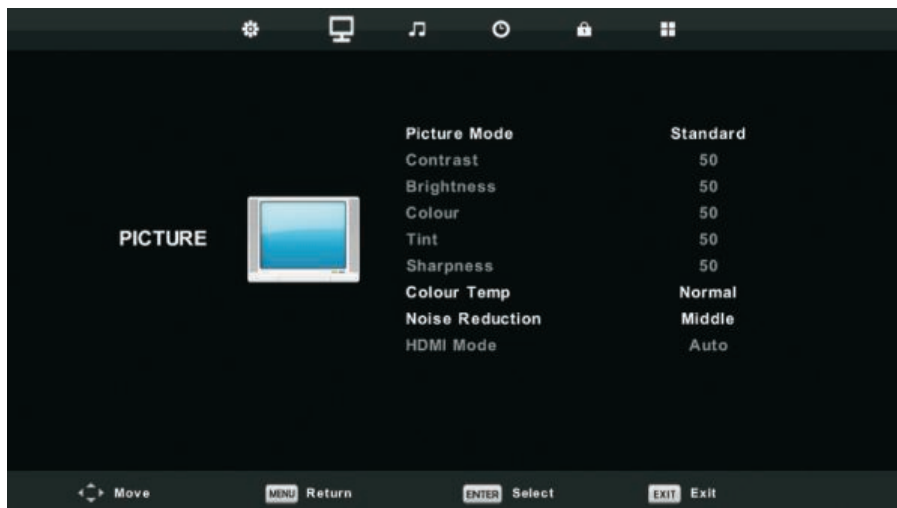 Picture Mode Standard
Contrast 50
Brightness 50
Colour 50
PICTURE
Tint 50
Sharpness 50
Colour Temp Normal
Noise Reduction Middle
HDMI Mode Auto
Move MENU Return ENTER Select EXIT Exit